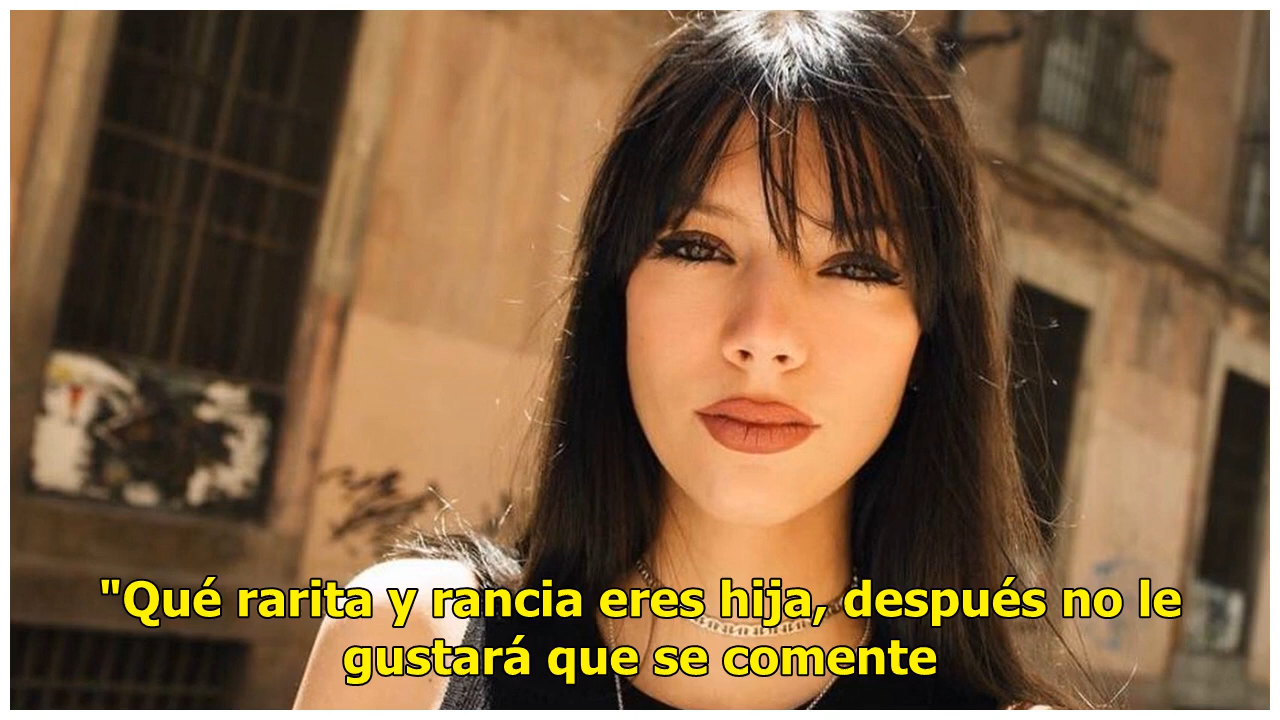 "Qué rarita y rancia eres hija, después no le
gustará que se comente